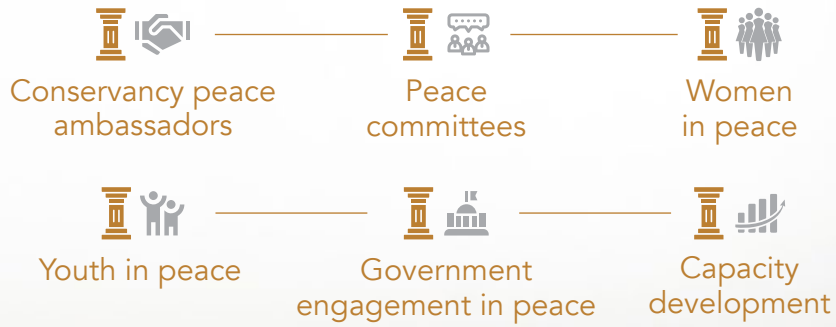 Conservancy peace
ambassadors
Peace
committees
Women
in peace
Youth in peace
Government
engagement in peace
Capacity
development